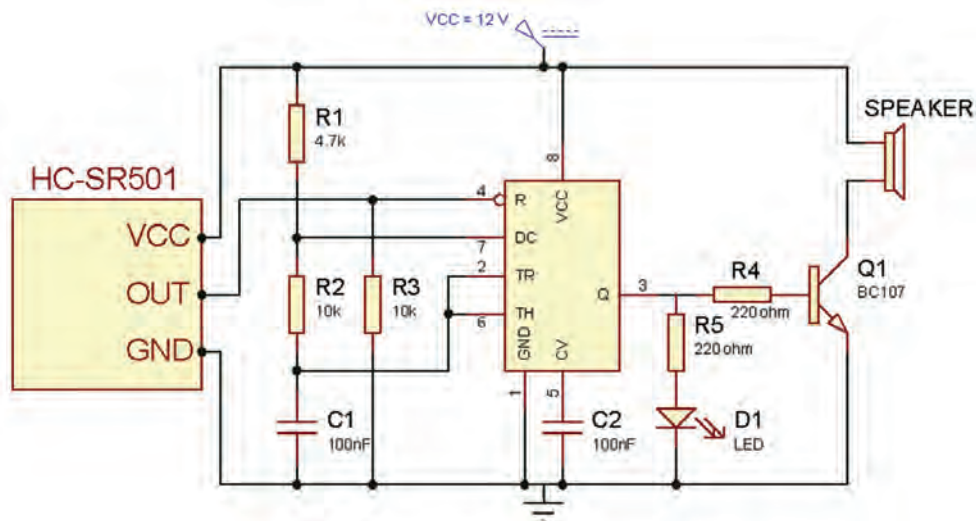 VCC = 12 V
SPEAKER
R1
4.7k
HC-SR501
VCC
OUT
GND
4
R
8
VCC
7
DC
2
TR
6
TH
Q
3
GND
1
CV
5
R2
10k
R3
10k
R4
220 ohm
Q1
BC107
R5
220 ohm
C1
100nF
C2
100nF
D1
LED